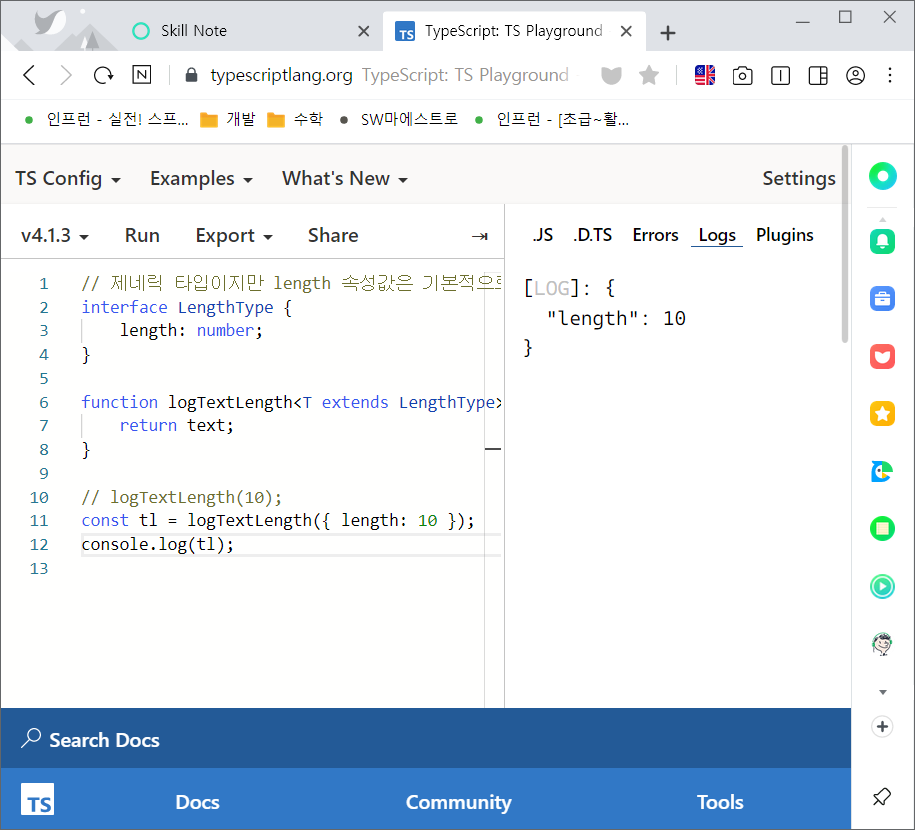 Skill Note
TS TypeScript: TS Playground
N typescriptlang.org TypeScript: TS Playground
인프런 - 실전! 스프... 개발 수학 SW마에스트로 인프런 - [초급~활...
TS Config Examples What's New Settings
v4.1.3 Run Export Share
.JS .D.TS Errors Logs Plugins
1 // 제네릭 타입이지만 length 속성값은 기본적으로
2 interface LengthType {
3 length: number;
4 }
5
6 function logTextLength<T extends LengthType>
7 return text;
8 }
9
10 // logTextLength(10);
11 const tl = logTextLength({ length: 10 });
12 console.log(tl);
13
[LOG]: {
"length": 10
}
Search Docs
TS Docs Community Tools